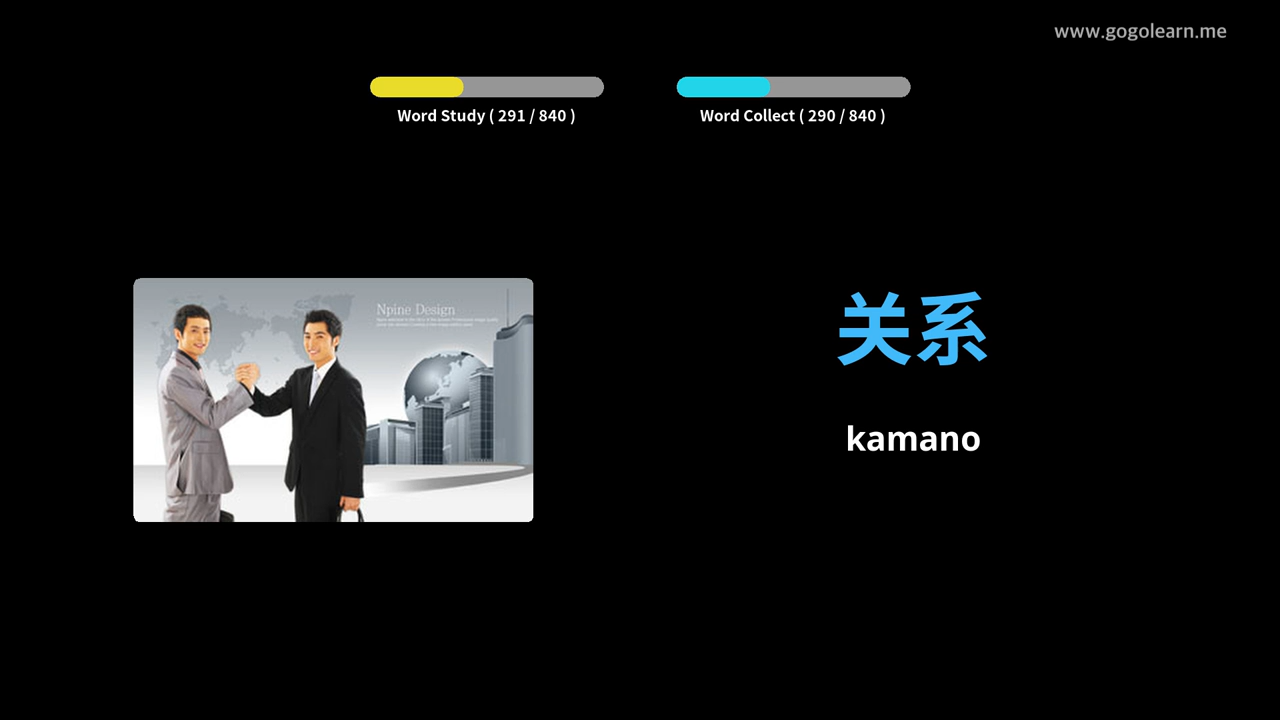 www.gogolearn.me
Word Study ( 291 / 840 )
Word Collect ( 290 / 840 )
Npine Design
关系
kamano